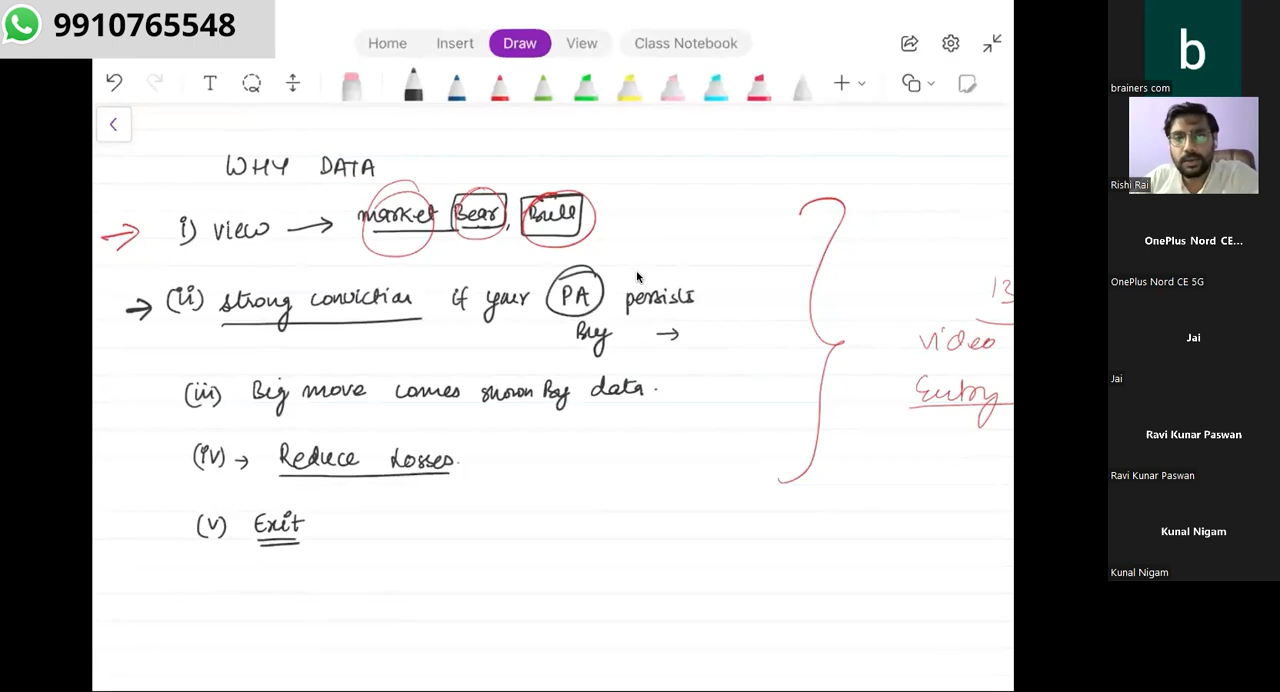 9910765548
Home Insert Draw View Class Notebook
WHY DATA
i) view → market Bear, Bull
→ (ii) strong conviction if your PA persists
Buy →
(iii) Big move comes shown By data.
(iv) → Reduce Losses.
(v) Exit
13
video
Entry
b
brainers com
Rishi Rai
OnePlus Nord CE...
OnePlus Nord CE 5G
Jai
Jai
Ravi Kunar Paswan
Ravi Kunar Paswan
Kunal Nigam
Kunal Nigam